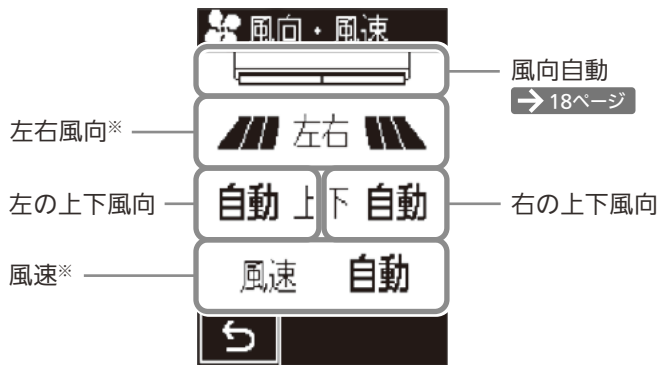 風向・風速
風向自動
→ 18ページ
左右風向※
左右
左の上下風向
自動 上下 自動
右の上下風向
風速※
風速 自動